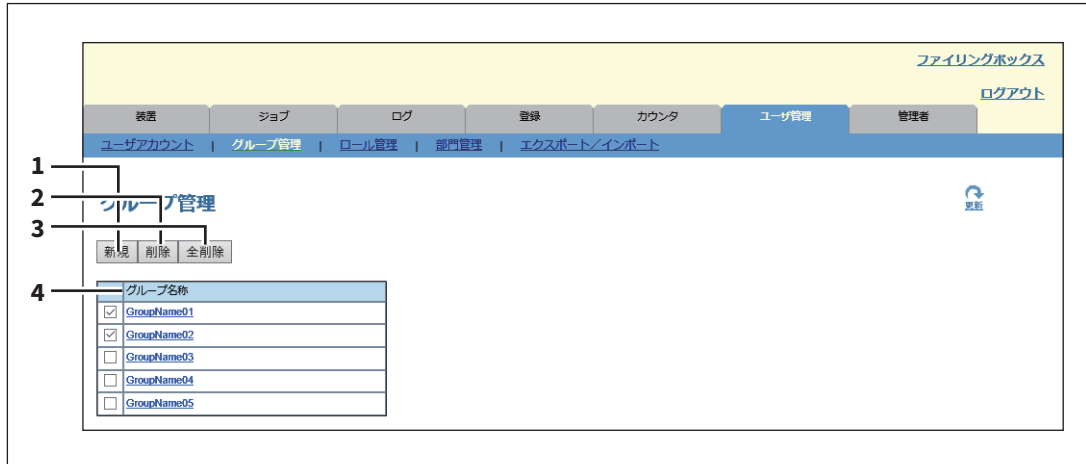 ファイリングボックス
ログアウト
装置 ジョブ ログ 登録 カウンタ ユーザ管理 管理者
ユーザアカウント | グループ管理 | ロール管理 | 部門管理 | エクスポート／インポート
1
2
グループ管理 更新
3
新規 削除 全削除
4
グループ名称
GroupName01
GroupName02
GroupName03
GroupName04
GroupName05